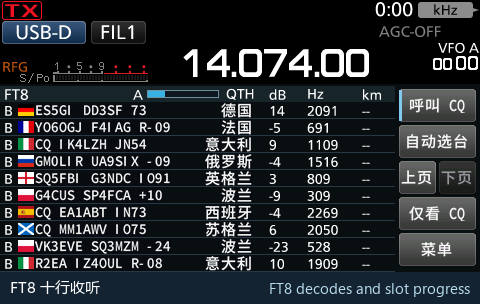 TX 0:00 kHz
USB-D FIL1 AGC-OFF
RFG 14.074.00 VFO A
S/Po 1 5 9 00 00
FT8 A QTH dB Hz km
B ES5GI DD3SF 73 德国 14 2091 --
B YO6OGJ F4IAG R-09 法国 -5 691 --
B CQ IK4LZH JN54 意大利 9 1109 --
B GM0LIR UA9SIX -09 俄罗斯 -4 1516 --
B SQ5FBI G3NDC IO91 英格兰 3 809 --
B G4CUS SP4FCA +10 波兰 -9 309 --
B CQ EA1ABT IN73 西班牙 -4 2269 --
B CQ MM1AWV IO75 苏格兰 6 2050 --
B VK3EVE SQ3MZM -24 波兰 -23 528 --
B R2EA IZ4OUL R-08 意大利 10 1909 --
呼叫 CQ
自动选台
上页 下页
仅看 CQ
菜单
FT8 十行收听 FT8 decodes and slot progress